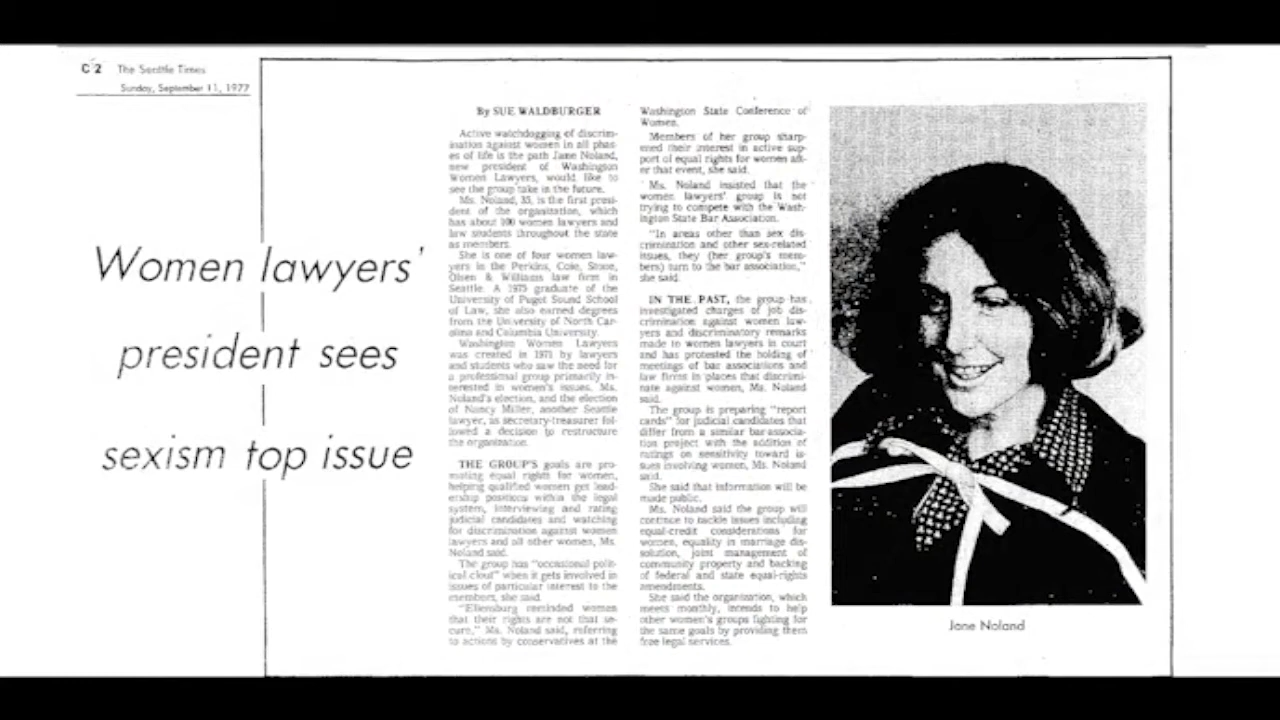 C 2 The Seattle Times
Sunday, September 11, 1977
Women lawyers'
president sees
sexism top issue
By SUE WALDBURGER
Active watchdogging of discrim-
ination against women in all phas-
es of life is the path Jane Noland,
new president of Washington
Women Lawyers, would like to
see the group take in the future.
Ms. Noland, 35, is the first presi-
dent of the organization, which
has about 100 women lawyers and
law students throughout the state
as members.
She is one of four women law-
yers in the Perkins, Coie, Stone,
Olsen & Williams law firm in
Seattle. A 1975 graduate of the
University of Puget Sound School
of Law, she also earned degrees
from the University of North Car-
olina and Columbia University.
Washington Women Lawyers
was created in 1971 by lawyers
and students who saw the need for
a professional group primarily in-
terested in women's issues. Ms.
Noland's election, and the election
of Nancy Miller, another Seattle
lawyer, as secretary-treasurer fol-
lowed a decision to restructure
the organization.
THE GROUP'S goals are pro-
moting equal rights for women,
helping qualified women get lead-
ership positions within the legal
system, interviewing and rating
judicial candidates and watching
for discrimination against women
lawyers and all other women, Ms.
Noland said.
The group has "occasional polit-
ical clout" when it gets involved in
issues of particular interest to the
members, she said.
"Ellensburg reminded women
that their rights are not that se-
cure," Ms. Noland said, referring
to actions by conservatives at the
Washington State Conference of
Women.
Members of her group sharp-
ened their interest in active sup-
port of equal rights for women aft-
er that event, she said.
Ms. Noland insisted that the
women lawyers' group is not
trying to compete with the Wash-
ington State Bar Association.
"In areas other than sex dis-
crimination and other sex-related
issues, they (her group's mem-
bers) turn to the bar association,"
she said.
IN THE PAST, the group has
investigated charges of job dis-
crimination against women law-
yers and discriminatory remarks
made to women lawyers in court
and has protested the holding of
meetings of bar associations and
law firms in places that discrimi-
nate against women, Ms. Noland
said.
The group is preparing "report
cards" for judicial candidates that
differ from a similar bar-associa-
tion project with the addition of
ratings on sensitivity toward is-
sues involving women, Ms. Noland
said.
She said that information will be
made public.
Ms. Noland said the group will
continue to tackle issues including
equal-credit considerations for
women, equality in marriage dis-
solution, joint management of
community property and backing
of federal and state equal-rights
amendments.
She said the organization, which
meets monthly, intends to help
other women's groups fighting for
the same goals by providing them
free legal services.
Jane Noland